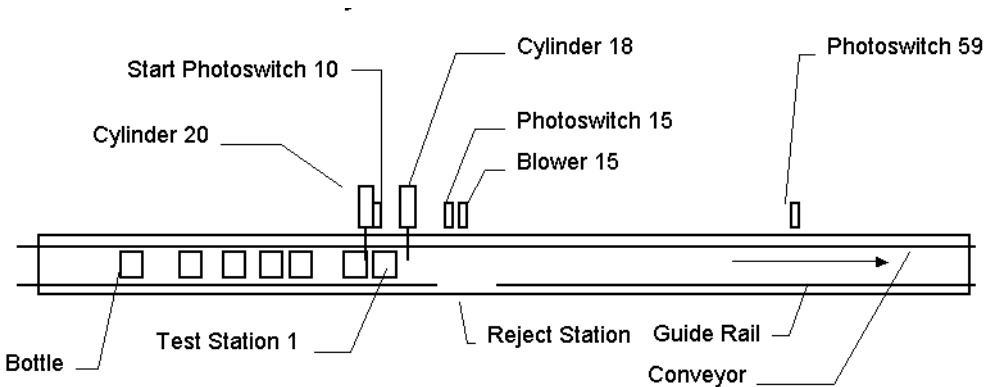 Cylinder 18
Photoswitch 59
Start Photoswitch 10
Photoswitch 15
Cylinder 20
Blower 15
Test Station 1
Reject Station
Guide Rail
Bottle
Conveyor